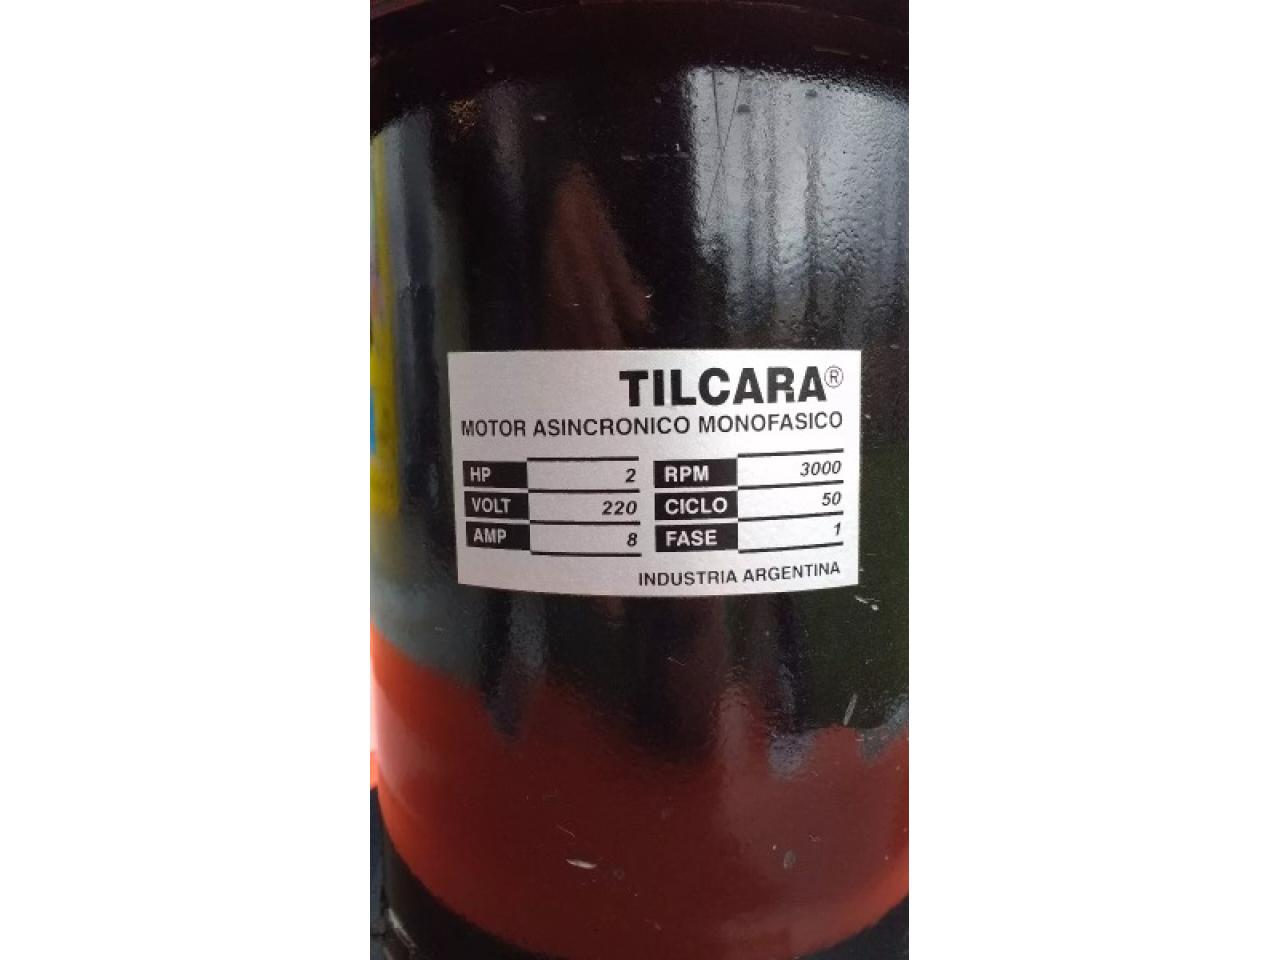 TILCARA®
MOTOR ASINCRONICO MONOFASICO
HP 2 RPM 3000
VOLT 220 CICLO 50
AMP 8 FASE 1
INDUSTRIA ARGENTINA